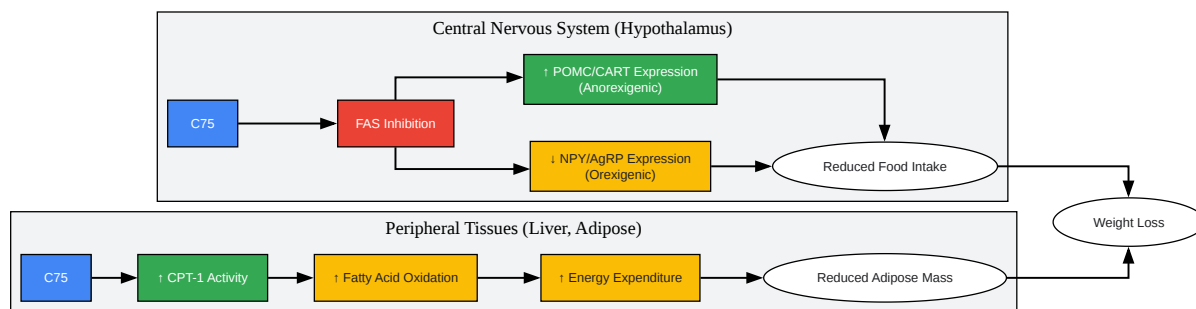 Central Nervous System (Hypothalamus)
C75
FAS Inhibition
↑ POMC/CART Expression
(Anorexigenic)
↓ NPY/AgRP Expression
(Orexigenic)
Reduced Food Intake
Weight Loss
Peripheral Tissues (Liver, Adipose)
C75
↑ CPT-1 Activity
↑ Fatty Acid Oxidation
↑ Energy Expenditure
Reduced Adipose Mass